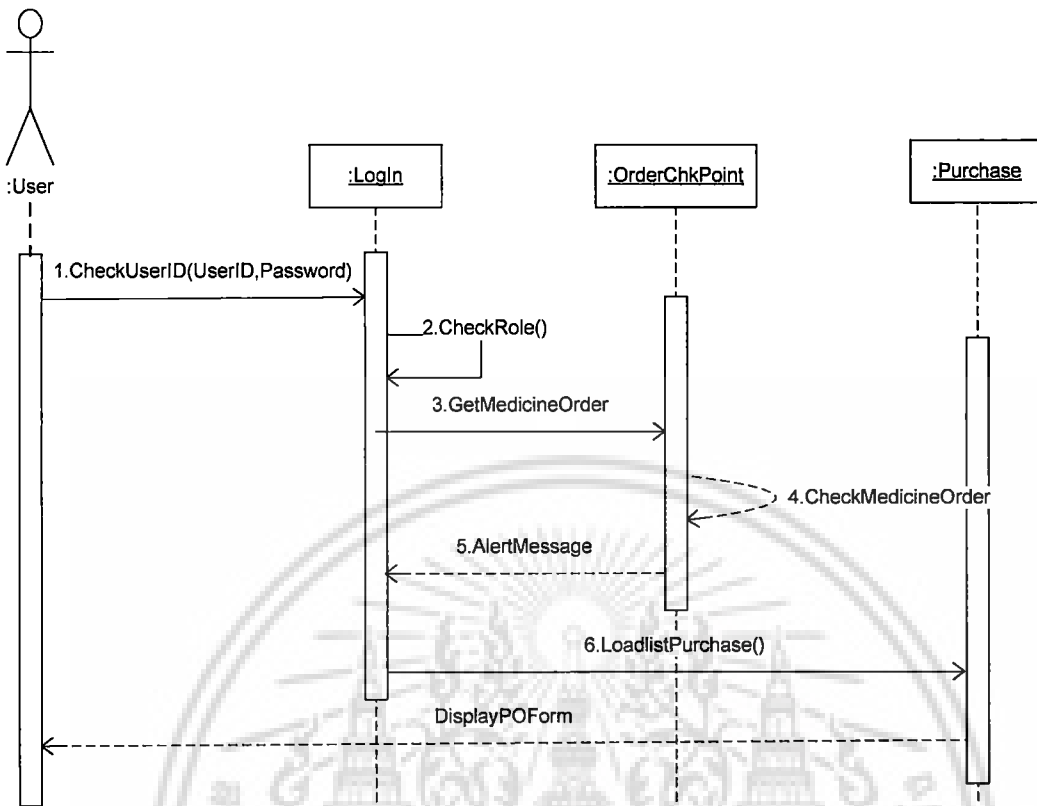 :User
:LogIn
:OrderChkPoint
:Purchase
1.CheckUserID(UserID,Password)
2.CheckRole()
3.GetMedicineOrder
4.CheckMedicineOrder
5.AlertMessage
6.LoadlistPurchase()
DisplayPOForm